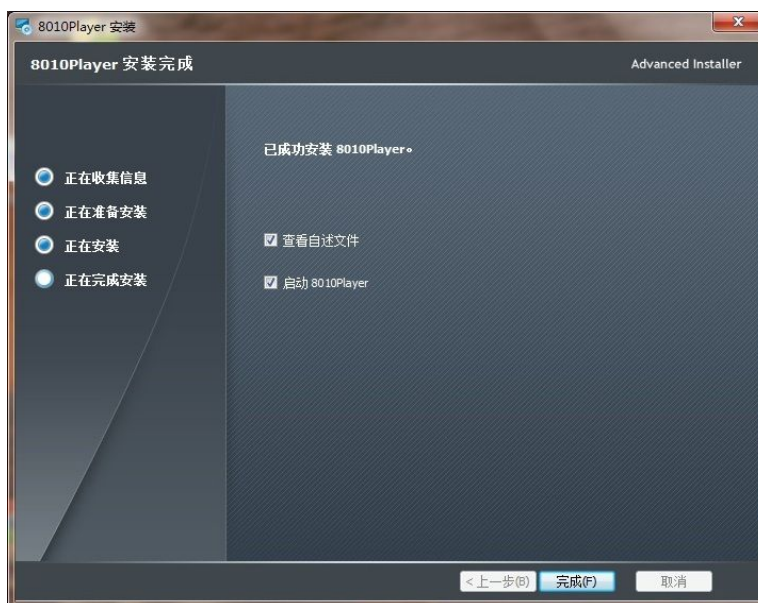 8010Player 安装
8010Player 安装完成
Advanced Installer
已成功安装 8010Player。
正在收集信息
正在准备安装
正在安装
正在完成安装
查看自述文件
启动 8010Player
<上一步(B)
完成(F)
取消